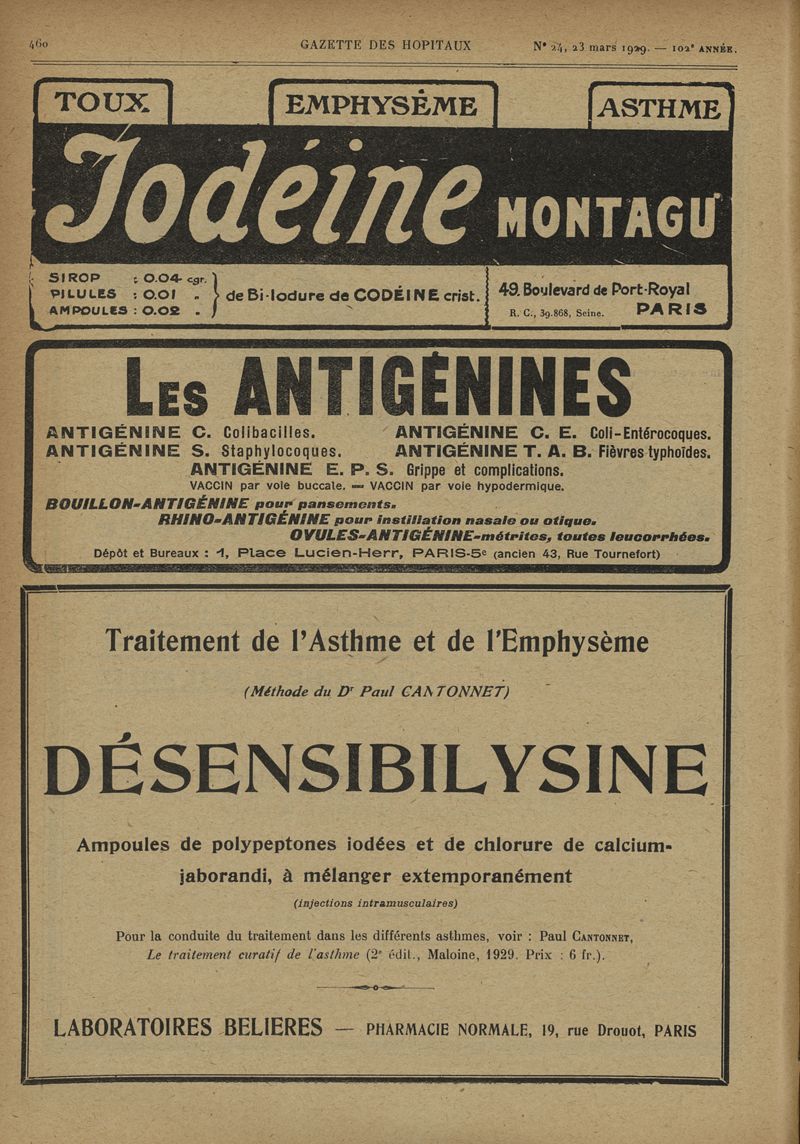 460 GAZETTE DES HOPITAUX N° 24, 23 mars 1929. — 102e ANNÉE.
TOUX EMPHYSÈME ASTHME
Iodéine MONTAGU
SIROP : 0.04 cgr.
PILULES : 0.01 „
AMPOULES : 0.02 „
de Bi-Iodure de CODÉINE crist.
49. Boulevard de Port-Royal
R. C., 39.868, Seine. PARIS
LES ANTIGÉNINES
ANTIGÉNINE C. Colibacilles. ANTIGÉNINE C. E. Coli-Entérocoques.
ANTIGÉNINE S. Staphylocoques. ANTIGÉNINE T. A. B. Fièvres typhoïdes.
ANTIGÉNINE E. P. S. Grippe et complications.
VACCIN par voie buccale. — VACCIN par voie hypodermique.
BOUILLON-ANTIGÉNINE pour pansements.
RHINO-ANTIGÉNINE pour instillation nasale ou otique.
OVULES-ANTIGÉNINE-métrites, toutes leucorrhées.
Dépôt et Bureaux : 1, Place Lucien-Herr, PARIS-5e (ancien 43, Rue Tournefort)
Traitement de l'Asthme et de l'Emphysème
(Méthode du Dr Paul CANTONNET)
DÉSENSIBILYSINE
Ampoules de polypeptones iodées et de chlorure de calcium-
jaborandi, à mélanger extemporanément
(injections intramusculaires)
Pour la conduite du traitement dans les différents asthmes, voir : Paul CANTONNET,
Le traitement curatif de l'asthme (2e édit., Maloine, 1929. Prix : 6 fr.).
LABORATOIRES BELIERES — PHARMACIE NORMALE, 19, rue Drouot, PARIS